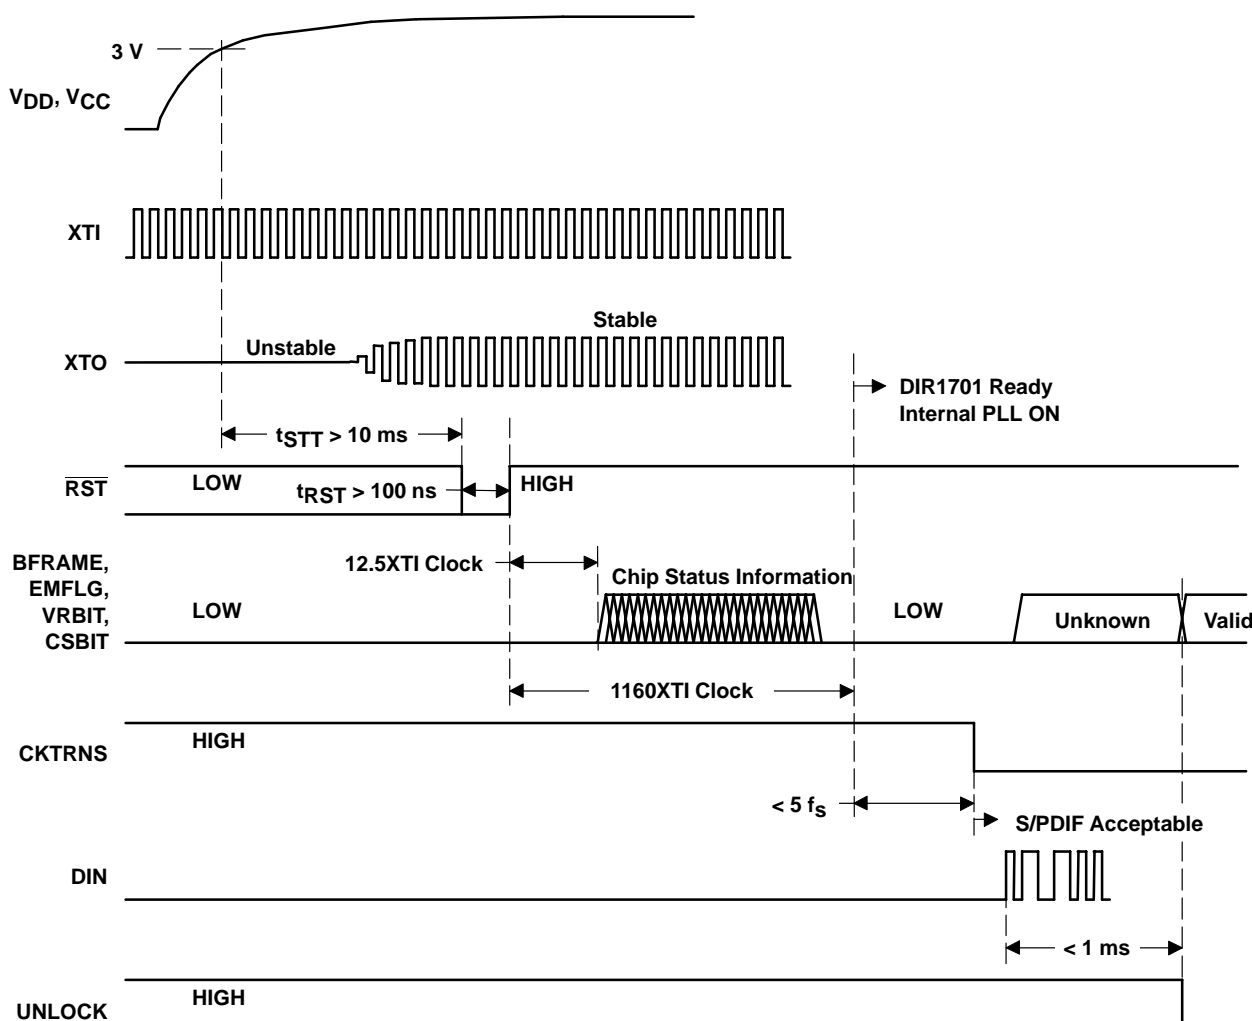 3 V
VDD, VCC
XTI
Stable
Unstable
XTO
DIR1701 Ready
Internal PLL ON
tSTT > 10 ms
RST
LOW
tRST > 100 ns
HIGH
BFRAME,
EMFLG,
VRBIT,
CSBIT
12.5XTI Clock
Chip Status Information
LOW
LOW
Unknown
Valid
1160XTI Clock
CKTRNS
HIGH
< 5 fs
S/PDIF Acceptable
DIN
< 1 ms
UNLOCK
HIGH